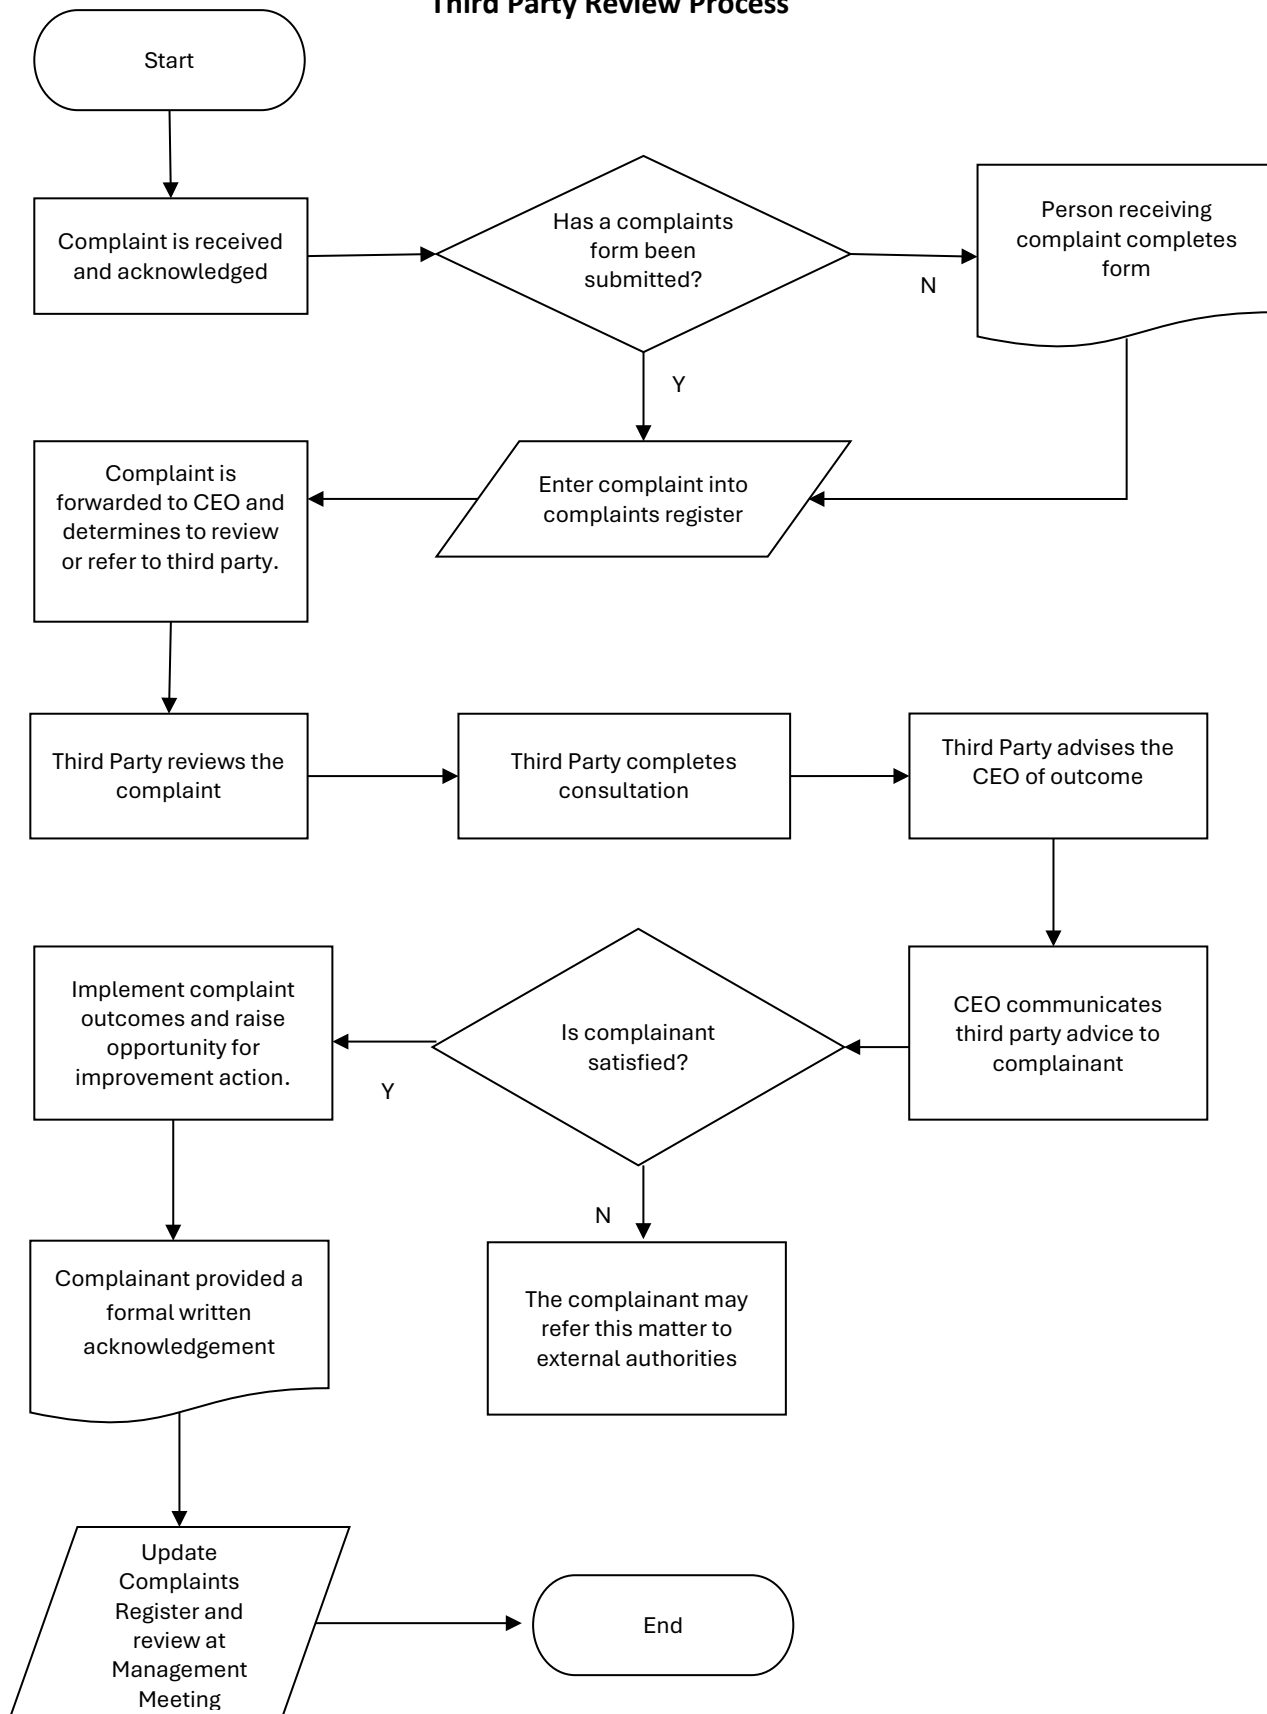 Third Party Review Process
Start
Complaint is received
and acknowledged
Has a complaints
form been
submitted?
N
Person receiving
complaint completes
form
Y
Complaint is
forwarded to CEO and
determines to review
or refer to third party.
Enter complaint into
complaints register
Third Party reviews the
complaint
Third Party completes
consultation
Third Party advises the
CEO of outcome
Implement complaint
outcomes and raise
opportunity for
improvement action.
Y
Is complainant
satisfied?
CEO communicates
third party advice to
complainant
N
Complainant provided a
formal written
acknowledgement
The complainant may
refer this matter to
external authorities
Update
Complaints
Register and
review at
Management
Meeting
End